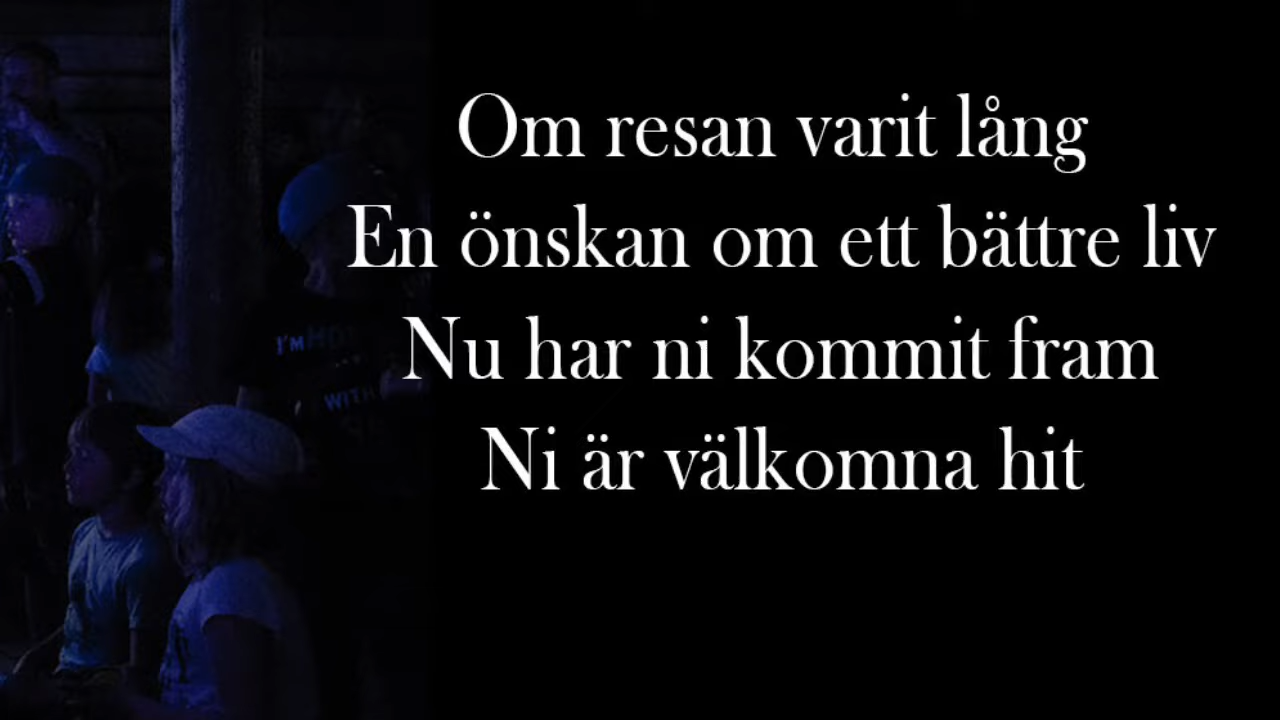 Om resan varit lång
En önskan om ett bättre liv
Nu har ni kommit fram
Ni är välkomna hit
I'M
WITH